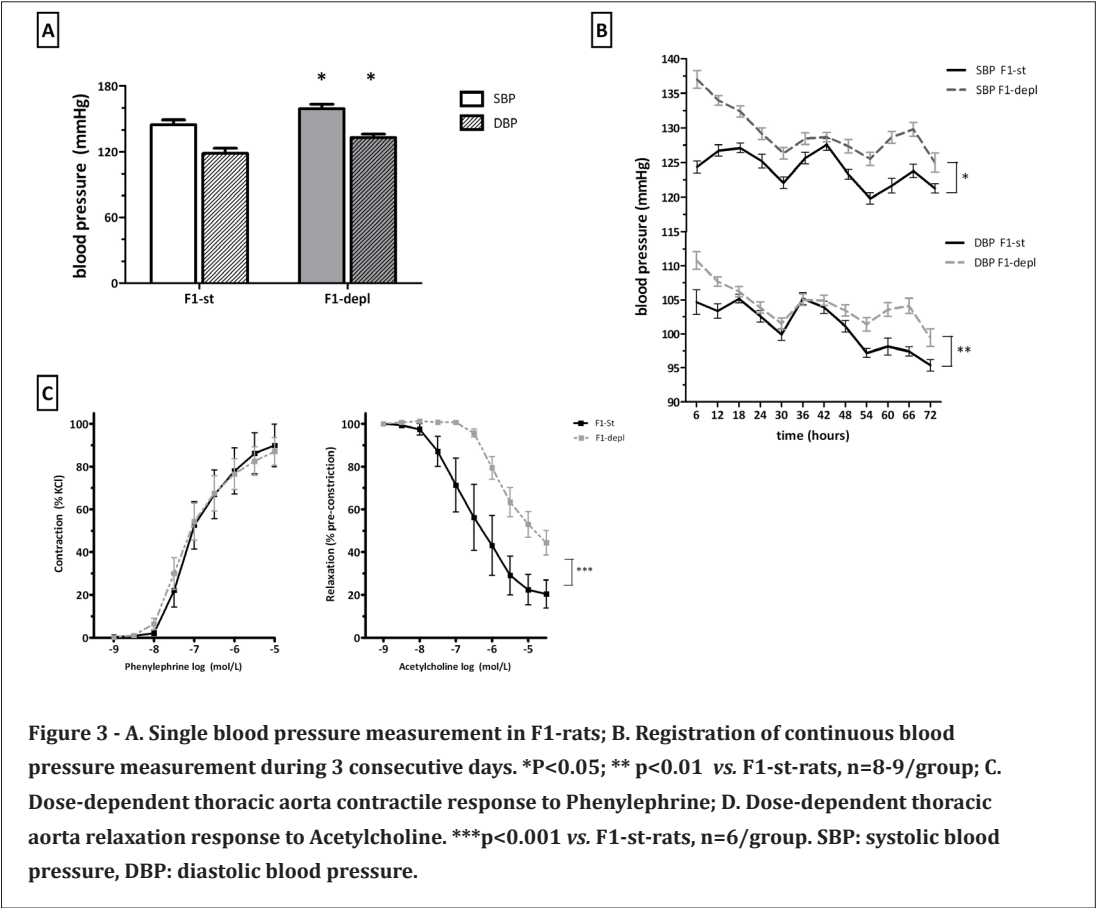 A
180
120
60
0
blood pressure (mmHg)
* *
F1-st F1-depl
SBP
DBP
B
140
135
130
125
120
115
110
105
100
95
90
blood pressure (mmHg)
SBP F1-st
SBP F1-depl
*
DBP F1-st
DBP F1-depl
**
6 12 18 24 30 36 42 48 54 60 66 72
time (hours)
C
100
80
60
40
20
0
Contraction (% KCl)
-9 -8 -7 -6 -5
Phenylephrine log (mol/L)
100
80
60
40
20
0
Relaxation (% pre-constriction)
-9 -8 -7 -6 -5
Acetylcholine log (mol/L)
F1-St
F1-depl
***
Figure 3 - A. Single blood pressure measurement in F1-rats; B. Registration of continuous blood
pressure measurement during 3 consecutive days. *P<0.05; ** p<0.01 vs. F1-st-rats, n=8-9/group; C.
Dose-dependent thoracic aorta contractile response to Phenylephrine; D. Dose-dependent thoracic
aorta relaxation response to Acetylcholine. ***p<0.001 vs. F1-st-rats, n=6/group. SBP: systolic blood
pressure, DBP: diastolic blood pressure.